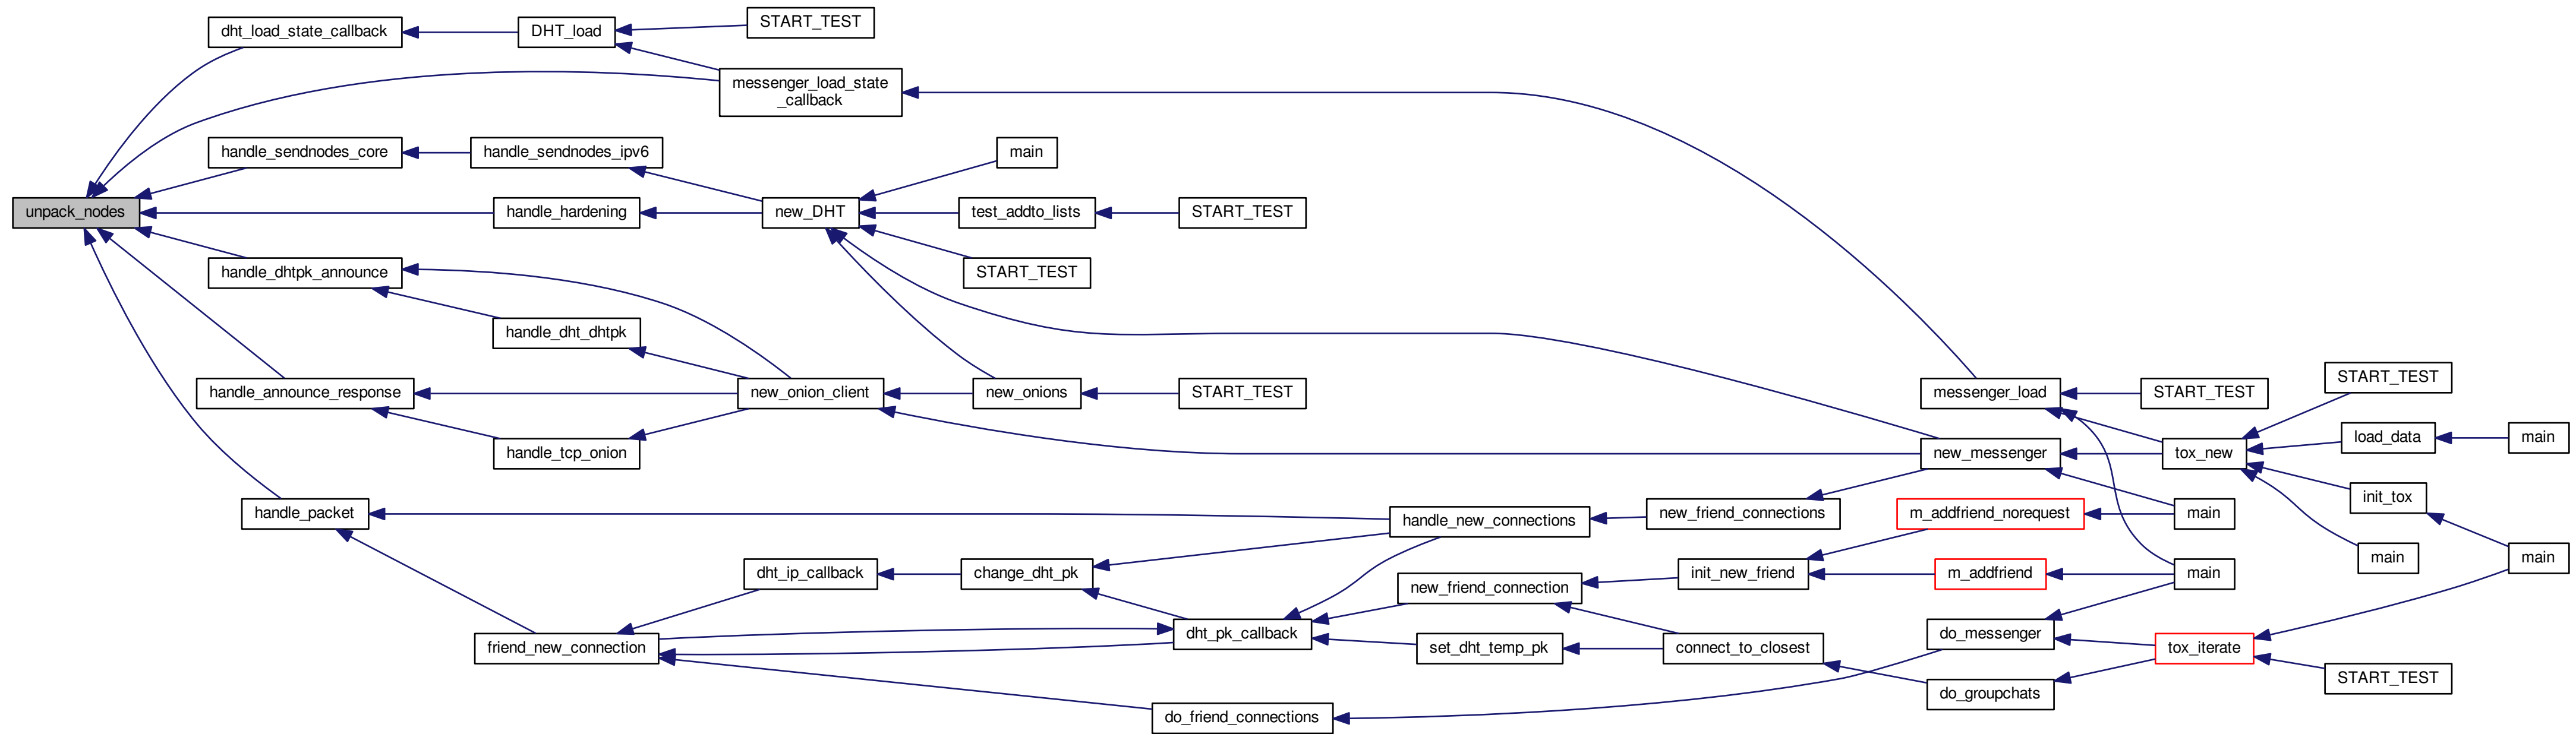 unpack_nodes
dht_load_state_callback
DHT_load
START_TEST
messenger_load_state
_callback
handle_sendnodes_core
handle_sendnodes_ipv6
main
handle_hardening
new_DHT
test_addto_lists
START_TEST
START_TEST
handle_dhtpk_announce
handle_dht_dhtpk
handle_announce_response
new_onion_client
new_onions
START_TEST
handle_tcp_onion
messenger_load
START_TEST
START_TEST
new_messenger
tox_new
load_data
main
handle_packet
handle_new_connections
new_friend_connections
m_addfriend_norequest
main
init_tox
dht_ip_callback
change_dht_pk
new_friend_connection
init_new_friend
m_addfriend
main
main
main
friend_new_connection
dht_pk_callback
set_dht_temp_pk
connect_to_closest
do_messenger
tox_iterate
START_TEST
do_groupchats
do_friend_connections